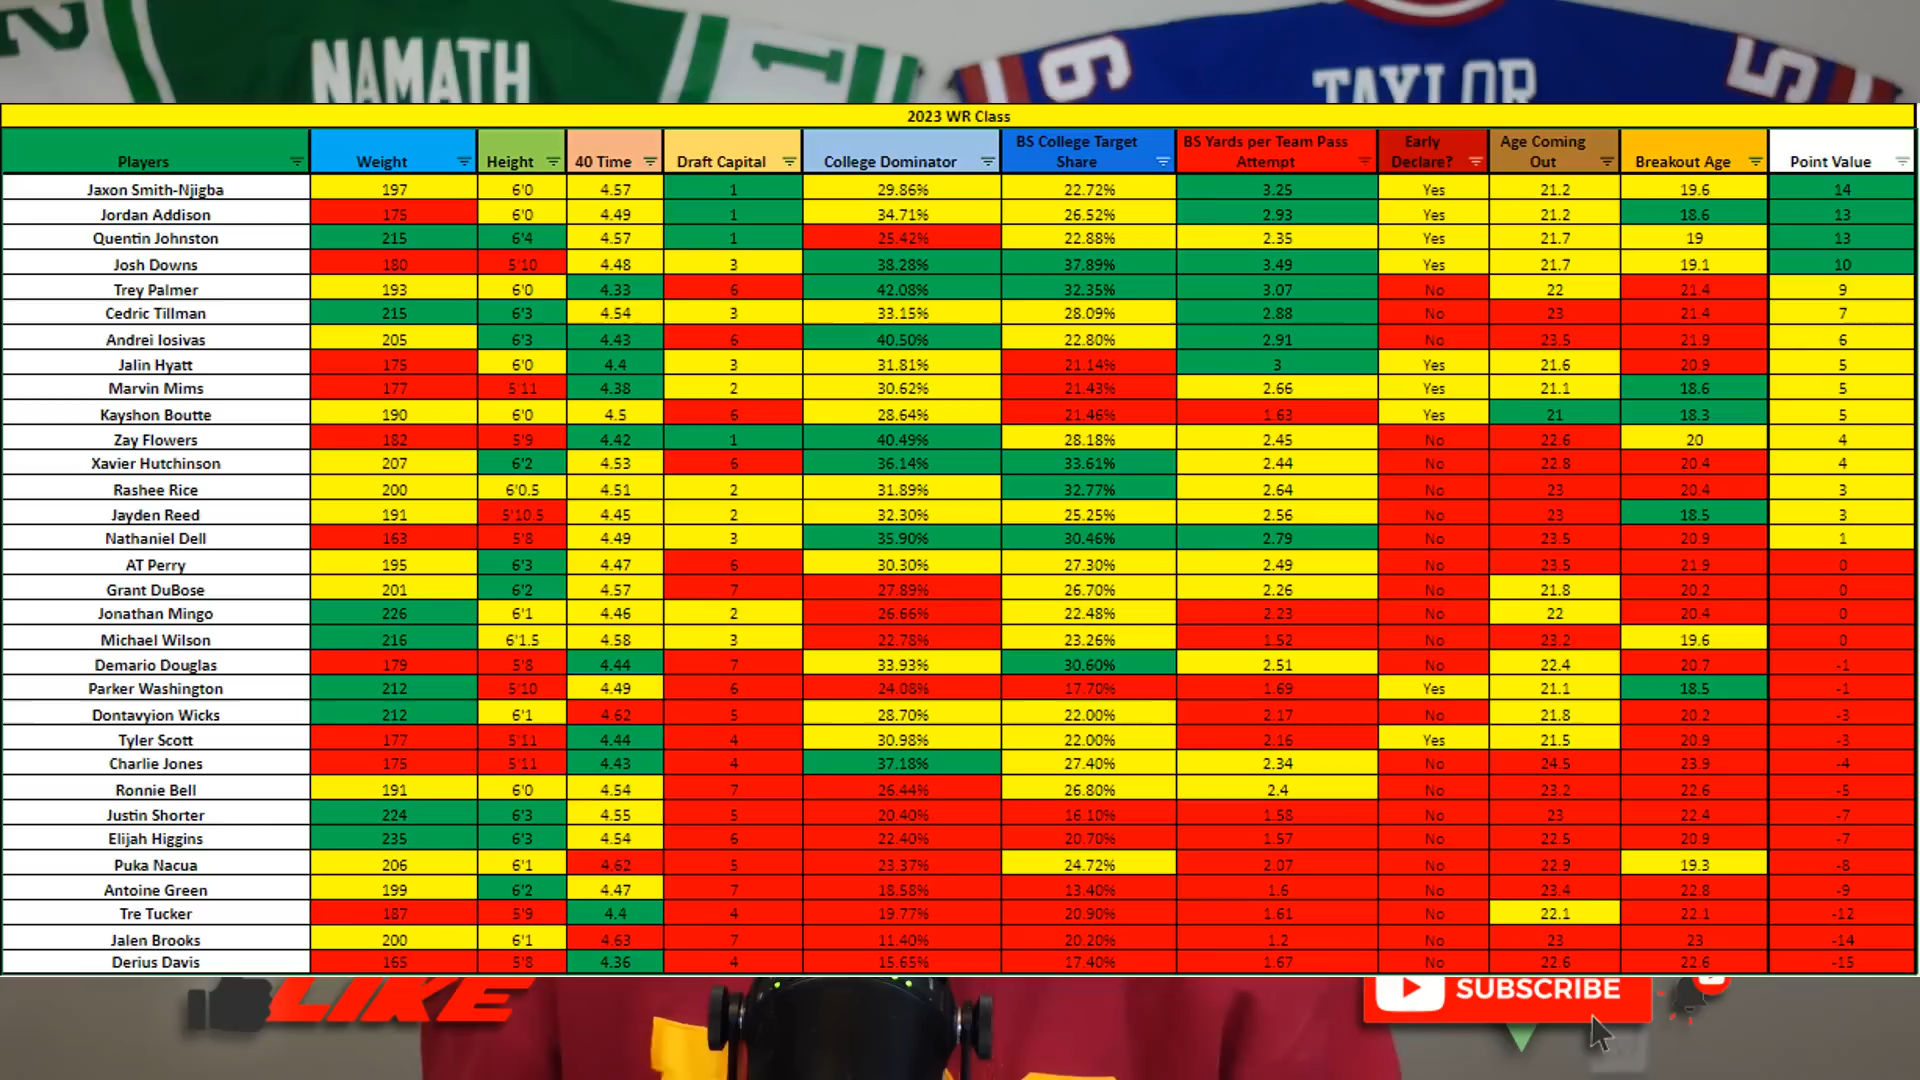 NAMATH
1
TAYLOR
5
2023 WR Class
Players Weight Height 40 Time Draft Capital College Dominator BS College Target Share BS Yards per Team Pass Attempt Early Declare? Age Coming Out Breakout Age Point Value
Jaxon Smith-Njigba 197 6'0 4.57 1 29.86% 22.72% 3.25 Yes 21.2 19.6 14
Jordan Addison 175 6'0 4.49 1 34.71% 26.52% 2.93 Yes 21.2 18.6 13
Quentin Johnston 215 6'4 4.57 1 25.42% 22.88% 2.35 Yes 21.7 19 13
Josh Downs 180 5'10 4.48 3 38.28% 37.89% 3.49 Yes 21.7 19.1 10
Trey Palmer 193 6'0 4.33 6 42.08% 32.35% 3.07 No 22 21.4 9
Cedric Tillman 215 6'3 4.54 3 33.15% 28.09% 2.88 No 23 21.4 7
Andrei Iosivas 205 6'3 4.43 6 40.50% 22.80% 2.91 No 23.5 21.9 6
Jalin Hyatt 175 6'0 4.4 3 31.81% 21.14% 3 Yes 21.6 20.9 5
Marvin Mims 177 5'11 4.38 2 30.62% 21.43% 2.66 Yes 21.1 18.6 5
Kayshon Boutte 190 6'0 4.5 6 28.64% 21.46% 1.63 Yes 21 18.3 5
Zay Flowers 182 5'9 4.42 1 40.49% 28.18% 2.45 No 22.6 20 4
Xavier Hutchinson 207 6'2 4.53 6 36.14% 33.61% 2.44 No 22.8 20.4 4
Rashee Rice 200 6'0.5 4.51 2 31.89% 32.77% 2.64 No 23 20.4 3
Jayden Reed 191 5'10.5 4.45 2 32.30% 25.25% 2.56 No 23 18.5 3
Nathaniel Dell 163 5'8 4.49 3 35.90% 30.46% 2.79 No 23.5 20.9 1
AT Perry 195 6'3 4.47 6 30.30% 27.30% 2.49 No 23.5 21.9 0
Grant DuBose 201 6'2 4.57 7 27.89% 26.70% 2.26 No 21.8 20.2 0
Jonathan Mingo 226 6'1 4.46 2 26.66% 22.48% 2.23 No 22 20.4 0
Michael Wilson 216 6'1.5 4.58 3 22.78% 23.26% 1.52 No 23.2 19.6 0
Demario Douglas 179 5'8 4.44 7 33.93% 30.60% 2.51 No 22.4 20.7 -1
Parker Washington 212 5'10 4.49 6 24.08% 17.70% 1.69 Yes 21.1 18.5 -1
Dontavyion Wicks 212 6'1 4.62 5 28.70% 22.00% 2.17 No 21.8 20.2 -3
Tyler Scott 177 5'11 4.44 4 30.98% 22.00% 2.16 Yes 21.5 20.9 -3
Charlie Jones 175 5'11 4.43 4 37.18% 27.40% 2.34 No 24.5 23.9 -4
Ronnie Bell 191 6'0 4.54 7 26.44% 26.80% 2.4 No 23.2 22.6 -5
Justin Shorter 224 6'3 4.55 5 20.40% 16.10% 1.58 No 23 22.4 -7
Elijah Higgins 235 6'3 4.54 6 22.40% 20.70% 1.57 No 22.5 20.9 -7
Puka Nacua 206 6'1 4.62 5 23.37% 24.72% 2.07 No 22.9 19.3 -8
Antoine Green 199 6'2 4.47 7 18.58% 13.40% 1.6 No 23.4 22.8 -9
Tre Tucker 187 5'9 4.4 4 19.77% 20.90% 1.61 No 22.1 22.1 -12
Jalen Brooks 200 6'1 4.63 7 11.40% 20.20% 1.2 No 23 23 -14
Derius Davis 165 5'8 4.36 4 15.65% 17.40% 1.67 No 22.6 22.6 -15
LIKE
SUBSCRIBE